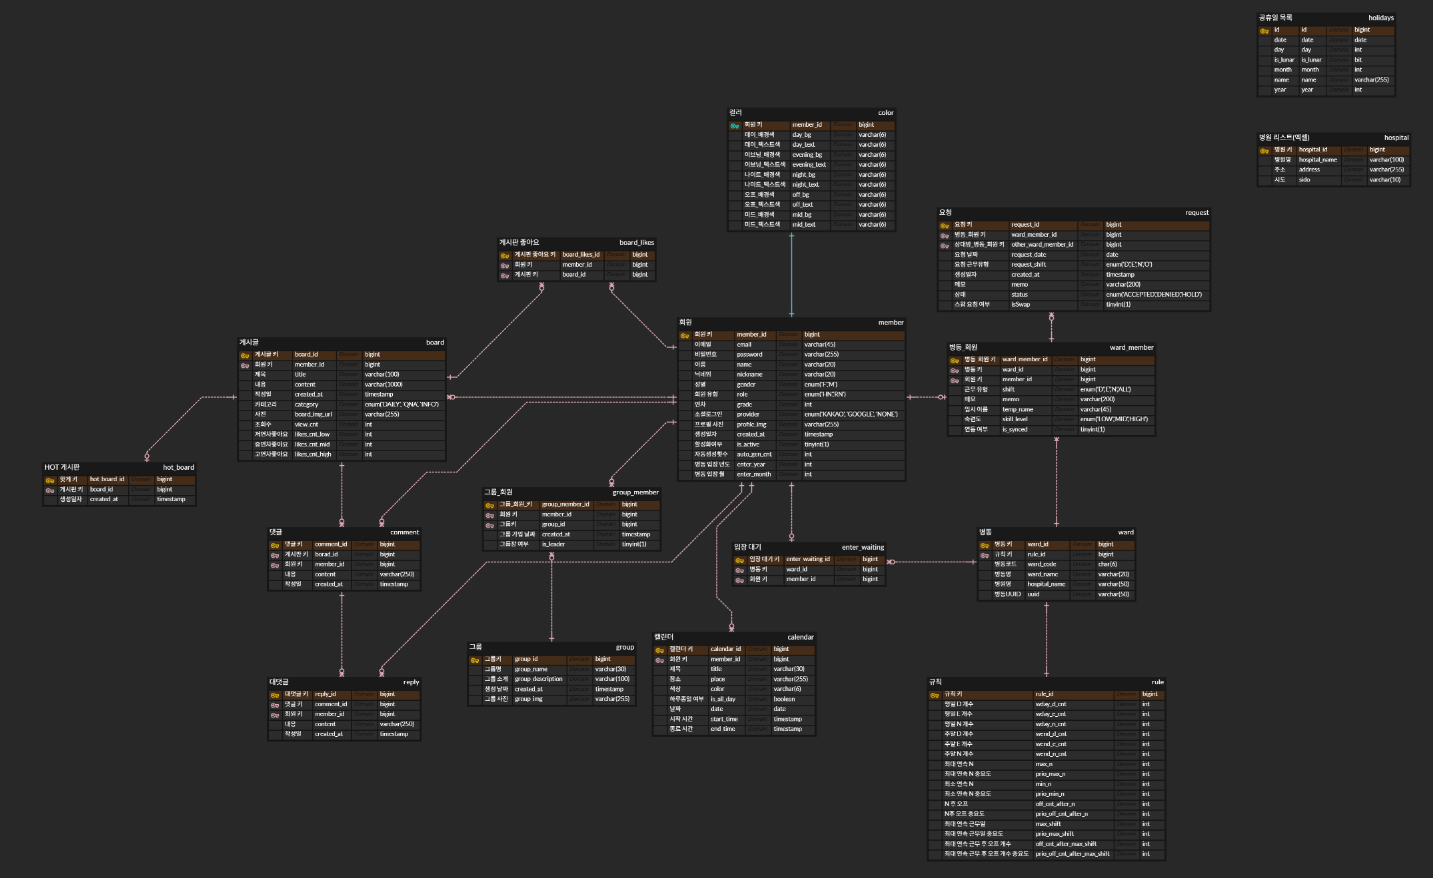 공휴일 목록 holidays
id id bigint
date date date
day day int
is_lunar is_lunar bit
month month int
name name varchar(255)
year year int
컬러 color
회원 키 member_id bigint
데이_배경색 day_bg varchar(6)
데이_텍스트색 day_text varchar(6)
이브닝_배경색 evening_bg varchar(6)
이브닝_텍스트색 evening_text varchar(6)
나이트_배경색 night_bg varchar(6)
나이트_텍스트색 night_text varchar(6)
오프_배경색 off_bg varchar(6)
오프_텍스트색 off_text varchar(6)
미드_배경색 mid_bg varchar(6)
미드_텍스트색 mid_text varchar(6)
병원 리스트(엑셀) hospital
병원 키 hospital_id bigint
병원명 hospital_name varchar(100)
주소 address varchar(255)
시도 sido varchar(10)
요청 request
요청 키 request_id bigint
병동_회원 키 ward_member_id bigint
상대방_병동_회원 키 other_ward_member_id bigint
요청 날짜 request_date date
요청 근무유형 request_shift enum('D','E','N','O')
생성일자 created_at timestamp
메모 memo varchar(200)
상태 status enum('ACCEPTED','DENIED','HOLD')
스왑 요청 여부 isSwap tinyint(1)
게시판 좋아요 board_likes
게시판 좋아요 키 board_likes_id bigint
회원 키 member_id bigint
게시판 키 board_id bigint
회원 member
회원 키 member_id bigint
이메일 email varchar(45)
비밀번호 password varchar(255)
이름 name varchar(20)
닉네임 nickname varchar(20)
성별 gender enum('F','M')
회원 유형 role enum('HN','RN')
연차 grade int
소셜로그인 provider enum('KAKAO','GOOGLE','NONE')
프로필 사진 profile_img varchar(255)
생성일자 created_at timestamp
활성화여부 is_active tinyint(1)
자동생성횟수 auto_gen_cnt int
병동 입장 년도 enter_year int
병동 입장 월 enter_month int
게시글 board
게시글 키 board_id bigint
회원 키 member_id bigint
제목 title varchar(100)
내용 content varchar(1000)
작성일 created_at timestamp
카테고리 category enum('DAILY', 'QNA','INFO')
사진 board_img_url varchar(255)
조회수 view_cnt int
저연차좋아요 likes_cnt_low int
중연차좋아요 likes_cnt_mid int
고연차좋아요 likes_cnt_high int
병동_회원 ward_member
병동 회원 키 ward_member_id bigint
병동 키 ward_id bigint
회원 키 member_id bigint
근무 유형 shift enum('D','E','N','ALL')
메모 memo varchar(200)
임시 이름 temp_name varchar(45)
숙련도 skill_level enum('LOW','MID','HIGH')
연동 여부 is_synced tinyint(1)
HOT 게시판 hot_board
핫게 키 hot_board_id bigint
게시판 키 board_id bigint
생성일자 created_at timestamp
그룹_회원 group_member
그룹_회원_키 group_member_id bigint
회원 키 member_id bigint
그룹키 group_id bigint
그룹 가입 날짜 created_at timestamp
그룹장 여부 is_leader tinyint(1)
댓글 comment
댓글 키 comment_id bigint
게시판 키 borad_id bigint
회원 키 member_id bigint
내용 content varchar(250)
작성일 created_at timestamp
입장 대기 enter_waiting
입장 대기 키 enter_waiting_id bigint
병동 키 ward_id bigint
회원 키 member_id bigint
병동 ward
병동 키 ward_id bigint
규칙 키 rule_id bigint
병동코드 ward_code char(6)
병동명 ward_name varchar(20)
병원명 hospital_name varchar(50)
병동UUID uuid varchar(50)
그룹 group
그룹키 group_id bigint
그룹명 group_name varchar(30)
그룹 소개 group_description varchar(100)
생성 날짜 created_at timestamp
그룹 사진 group_img varchar(255)
캘린더 calendar
캘린더 키 calendar_id bigint
회원 키 member_id bigint
제목 title varchar(30)
장소 place varchar(255)
색상 color varchar(6)
하루종일 여부 is_all_day boolean
날짜 date date
시작 시간 start_time timestamp
종료 시간 end_time timestamp
대댓글 reply
대댓글 키 reply_id bigint
댓글 키 comment_id bigint
회원 키 member_id bigint
내용 content varchar(250)
작성일 created_at timestamp
규칙 rule
규칙 키 rule_id bigint
평일 D 개수 wday_d_cnt int
평일 E 개수 wday_e_cnt int
평일 N 개수 wday_n_cnt int
주말 D 개수 wend_d_cnt int
주말 E 개수 wend_e_cnt int
주말 N 개수 wend_n_cnt int
최대 연속 N max_n int
최대 연속 N 중요도 prio_max_n int
최소 연속 N min_n int
최소 연속 N 중요도 prio_min_n int
N 후 오프 off_cnt_after_n int
N후 오프 중요도 prio_off_cnt_after_n int
최대 연속 근무일 max_shift int
최대 연속 근무일 중요도 prio_max_shift int
최대 연속 근무 후 오프 개수 off_cnt_after_max_shift int
최대 연속 근무 후 오프 개수 중요도 prio_off_cnt_after_max_shift int